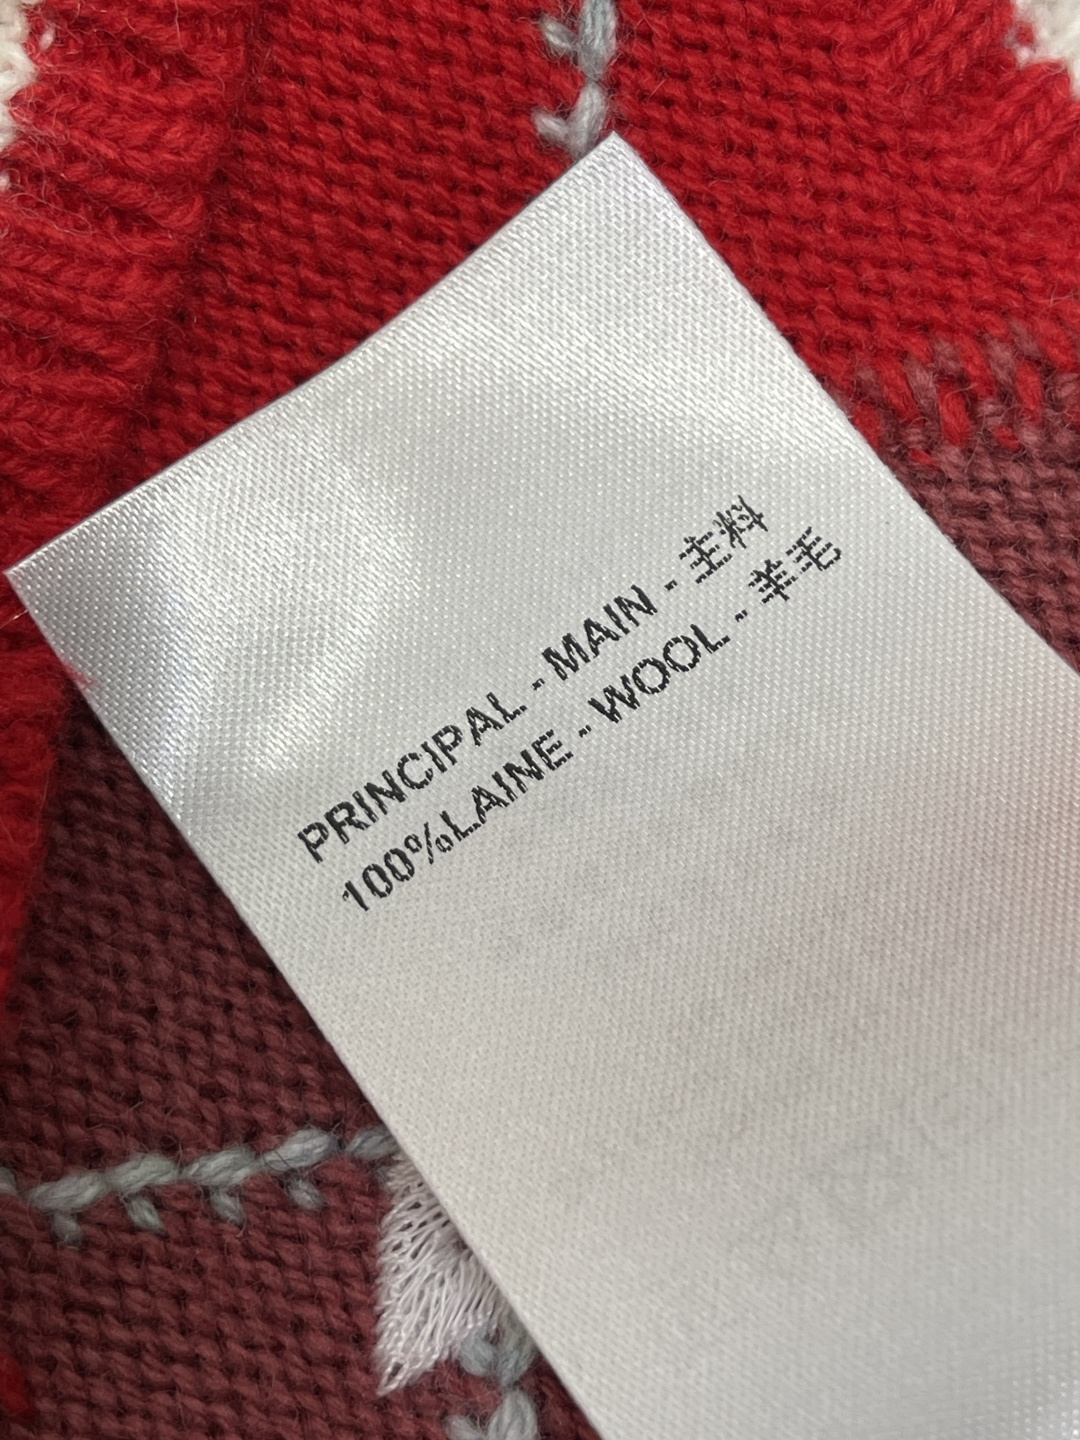 PRINCIPAL - MAIN - 主料
100%LAINE - WOOL - 羊毛